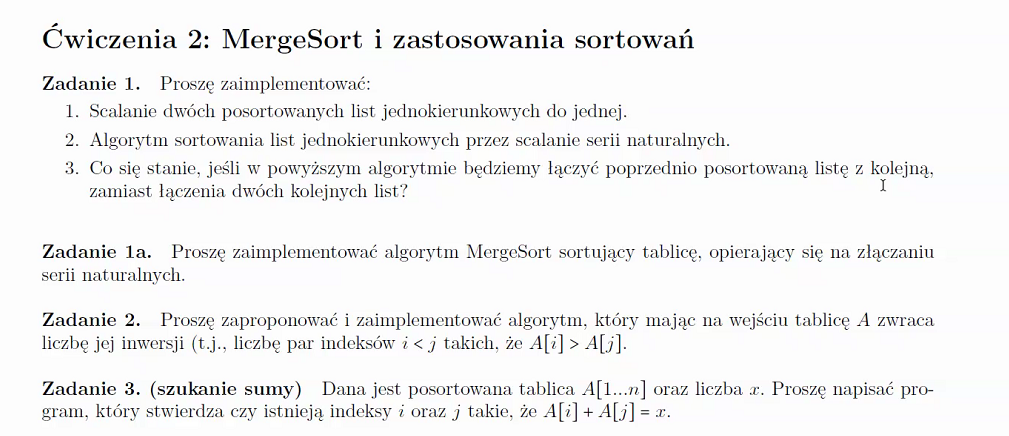 Ćwiczenia 2: MergeSort i zastosowania sortowań
Zadanie 1. Proszę zaimplementować:
1. Scalanie dwóch posortowanych list jednokierunkowych do jednej.
2. Algorytm sortowania list jednokierunkowych przez scalanie serii naturalnych.
3. Co się stanie, jeśli w powyższym algorytmie będziemy łączyć poprzednio posortowaną listę z kolejną,
zamiast łączenia dwóch kolejnych list?
Zadanie 1a. Proszę zaimplementować algorytm MergeSort sortujący tablicę, opierający się na złączaniu
serii naturalnych.
Zadanie 2. Proszę zaproponować i zaimplementować algorytm, który mając na wejściu tablicę A zwraca
liczbę jej inwersji (t.j., liczbę par indeksów i < j takich, że A[i] > A[j].
Zadanie 3. (szukanie sumy) Dana jest posortowana tablica A[1...n] oraz liczba x. Proszę napisać pro-
gram, który stwierdza czy istnieją indeksy i oraz j takie, że A[i] + A[j] = x.